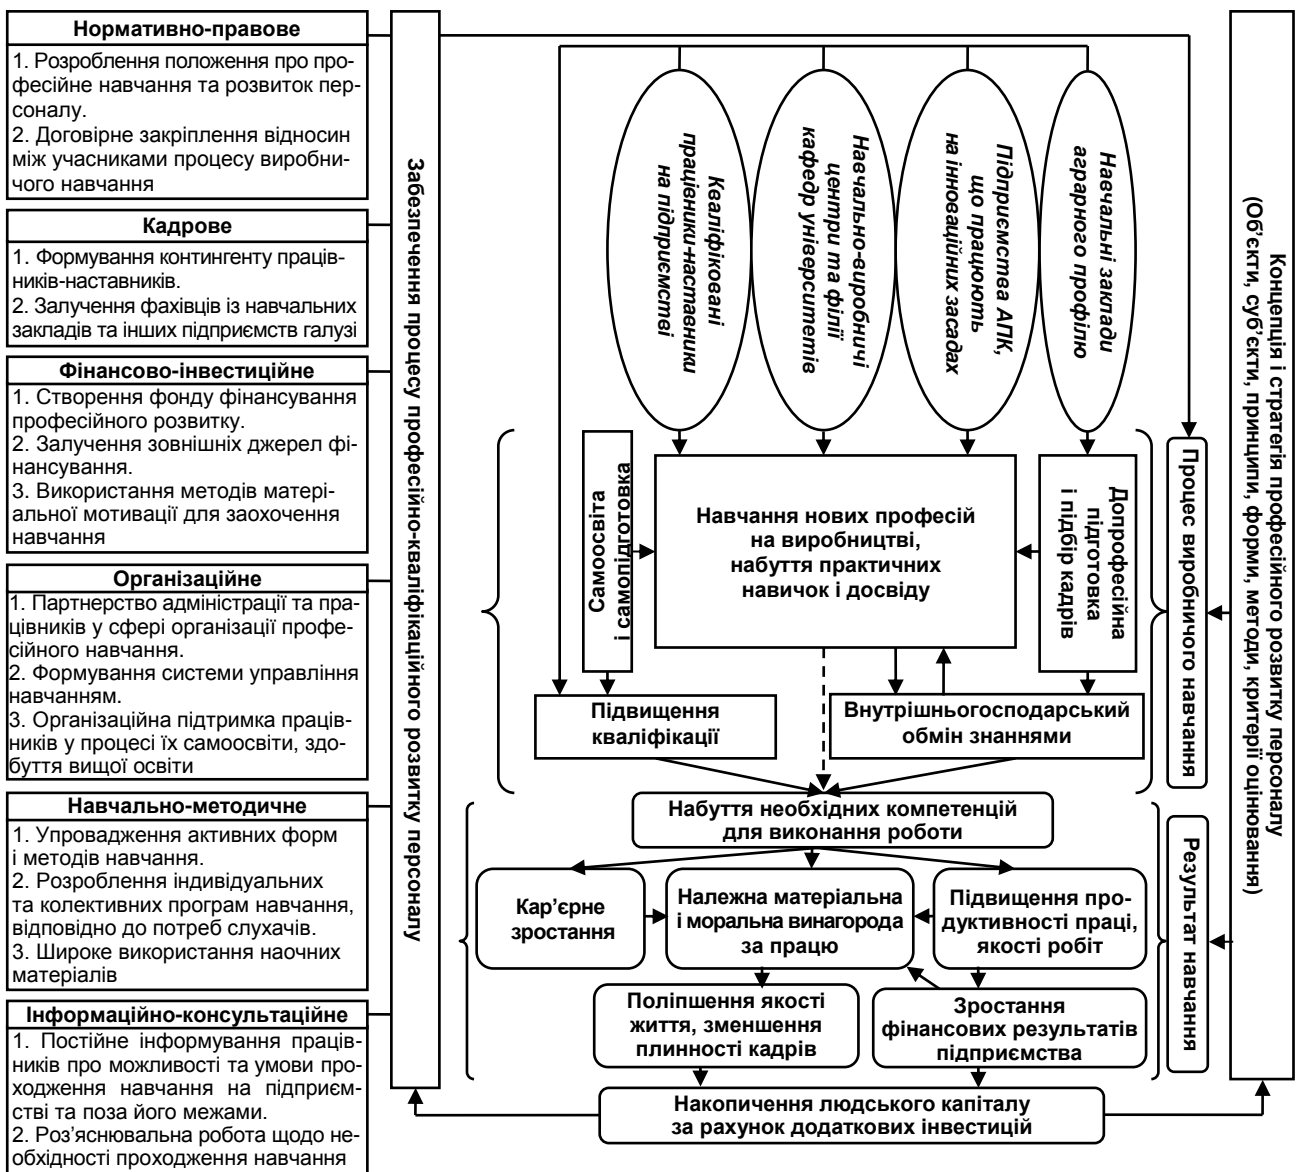 Нормативно-правове
1. Розроблення положення про про-
фесійне навчання та розвиток пер-
соналу.
2. Договірне закріплення відносин
між учасниками процесу виробни-
чого навчання
Кадрове
1. Формування контингенту праців-
ників-наставників.
2. Залучення фахівців із навчальних
закладів та інших підприємств галузі
Фінансово-інвестиційне
1. Створення фонду фінансування
професійного розвитку.
2. Залучення зовнішніх джерел фі-
нансування.
3. Використання методів матері-
альної мотивації для заохочення
навчання
Організаційне
1. Партнерство адміністрації та пра-
цівників у сфері організації профе-
сійного навчання.
2. Формування системи управління
навчанням.
3. Організаційна підтримка праців-
ників у процесі їх самоосвіти, здо-
буття вищої освіти
Навчально-методичне
1. Упровадження активних форм
і методів навчання.
2. Розроблення індивідуальних
та колективних програм навчання,
відповідно до потреб слухачів.
3. Широке використання наочних
матеріалів
Інформаційно-консультаційне
1. Постійне інформування праців-
ників про можливості та умови про-
ходження навчання на підприєм-
стві та поза його межами.
2. Роз’яснювальна робота щодо не-
обхідності проходження навчання
Забезпечення процесу професійно-кваліфікаційного розвитку персоналу
Кваліфіковані
працівники-наставники
на підприємстві
Навчально-виробничі
центри та філії
кафедр університетів
Підприємства АПК,
що працюють
на інноваційних засадах
Навчальні заклади
аграрного профілю
Самоосвіта
і самопідготовка
Навчання нових професій
на виробництві,
набуття практичних
навичок і досвіду
Допрофесійна
підготовка
і підбір кадрів
Підвищення
кваліфікації
Внутрішньогосподарський
обмін знаннями
Набуття необхідних компетенцій
для виконання роботи
Кар’єрне
зростання
Належна матеріальна
і моральна винагорода
за працю
Підвищення про-
дуктивності праці,
якості робіт
Поліпшення якості
життя, зменшення
плинності кадрів
Зростання
фінансових результатів
підприємства
Накопичення людського капіталу
за рахунок додаткових інвестицій
Процес виробничого навчання
Результат навчання
Концепція і стратегія професійного розвитку персоналу
(Об’єкти, суб’єкти, принципи, форми, методи, критерії оцінювання)